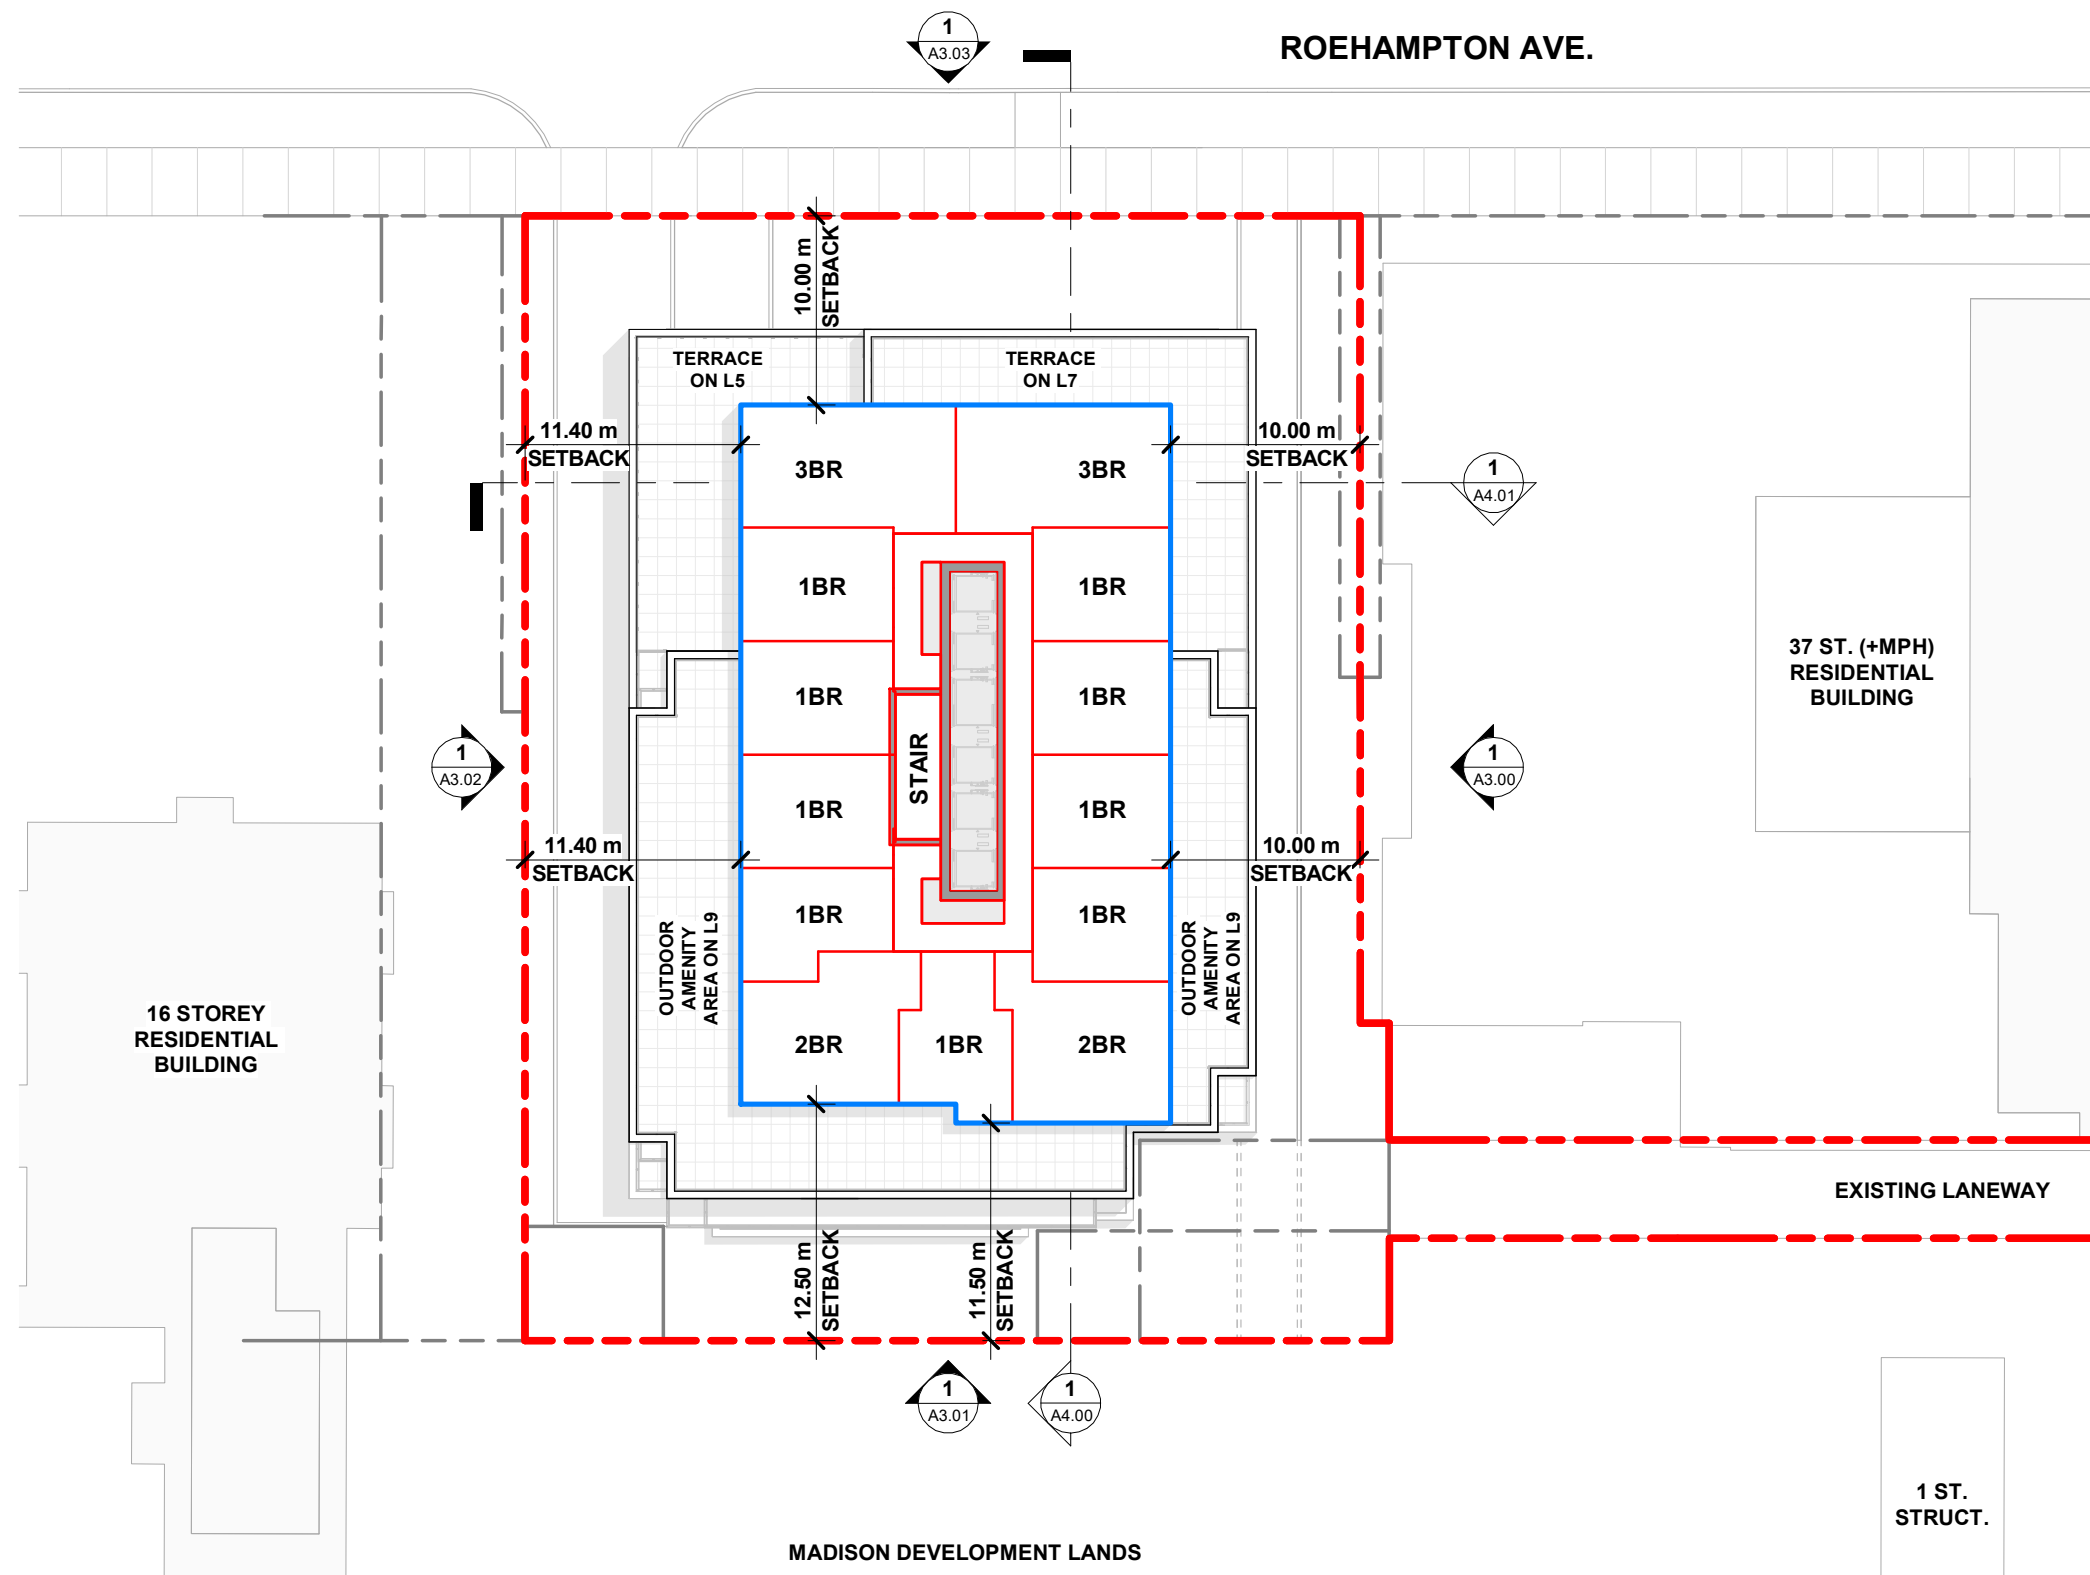 1
A3.03
ROEHAMPTON AVE.
10.00 m
SETBACK
TERRACE
ON L5
TERRACE
ON L7
11.40 m
SETBACK
10.00 m
SETBACK
3BR
3BR
1
A4.01
1BR
1BR
37 ST. (+MPH)
RESIDENTIAL
BUILDING
1BR
1BR
STAIR
1
A3.02
1
A3.00
1BR
1BR
11.40 m
SETBACK
10.00 m
SETBACK
1BR
1BR
OUTDOOR
AMENITY
AREA ON L9
OUTDOOR
AMENITY
AREA ON L9
16 STOREY
RESIDENTIAL
BUILDING
2BR
1BR
2BR
EXISTING LANEWAY
12.50 m
SETBACK
11.50 m
SETBACK
1
A3.01
1
A4.00
1 ST.
STRUCT.
MADISON DEVELOPMENT LANDS